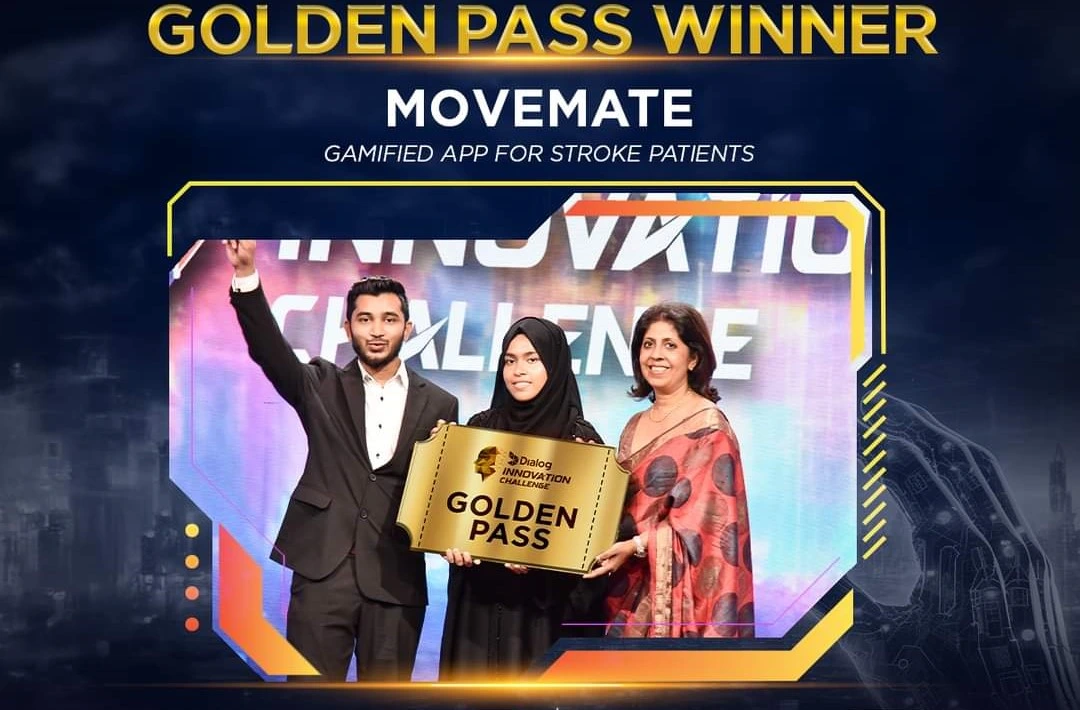 GOLDEN PASS WINNER
MOVEMATE
GAMIFIED APP FOR STROKE PATIENTS
INNOVATIO
CHALLENGE
Dialog
INNOVATION
CHALLENGE
GOLDEN
PASS